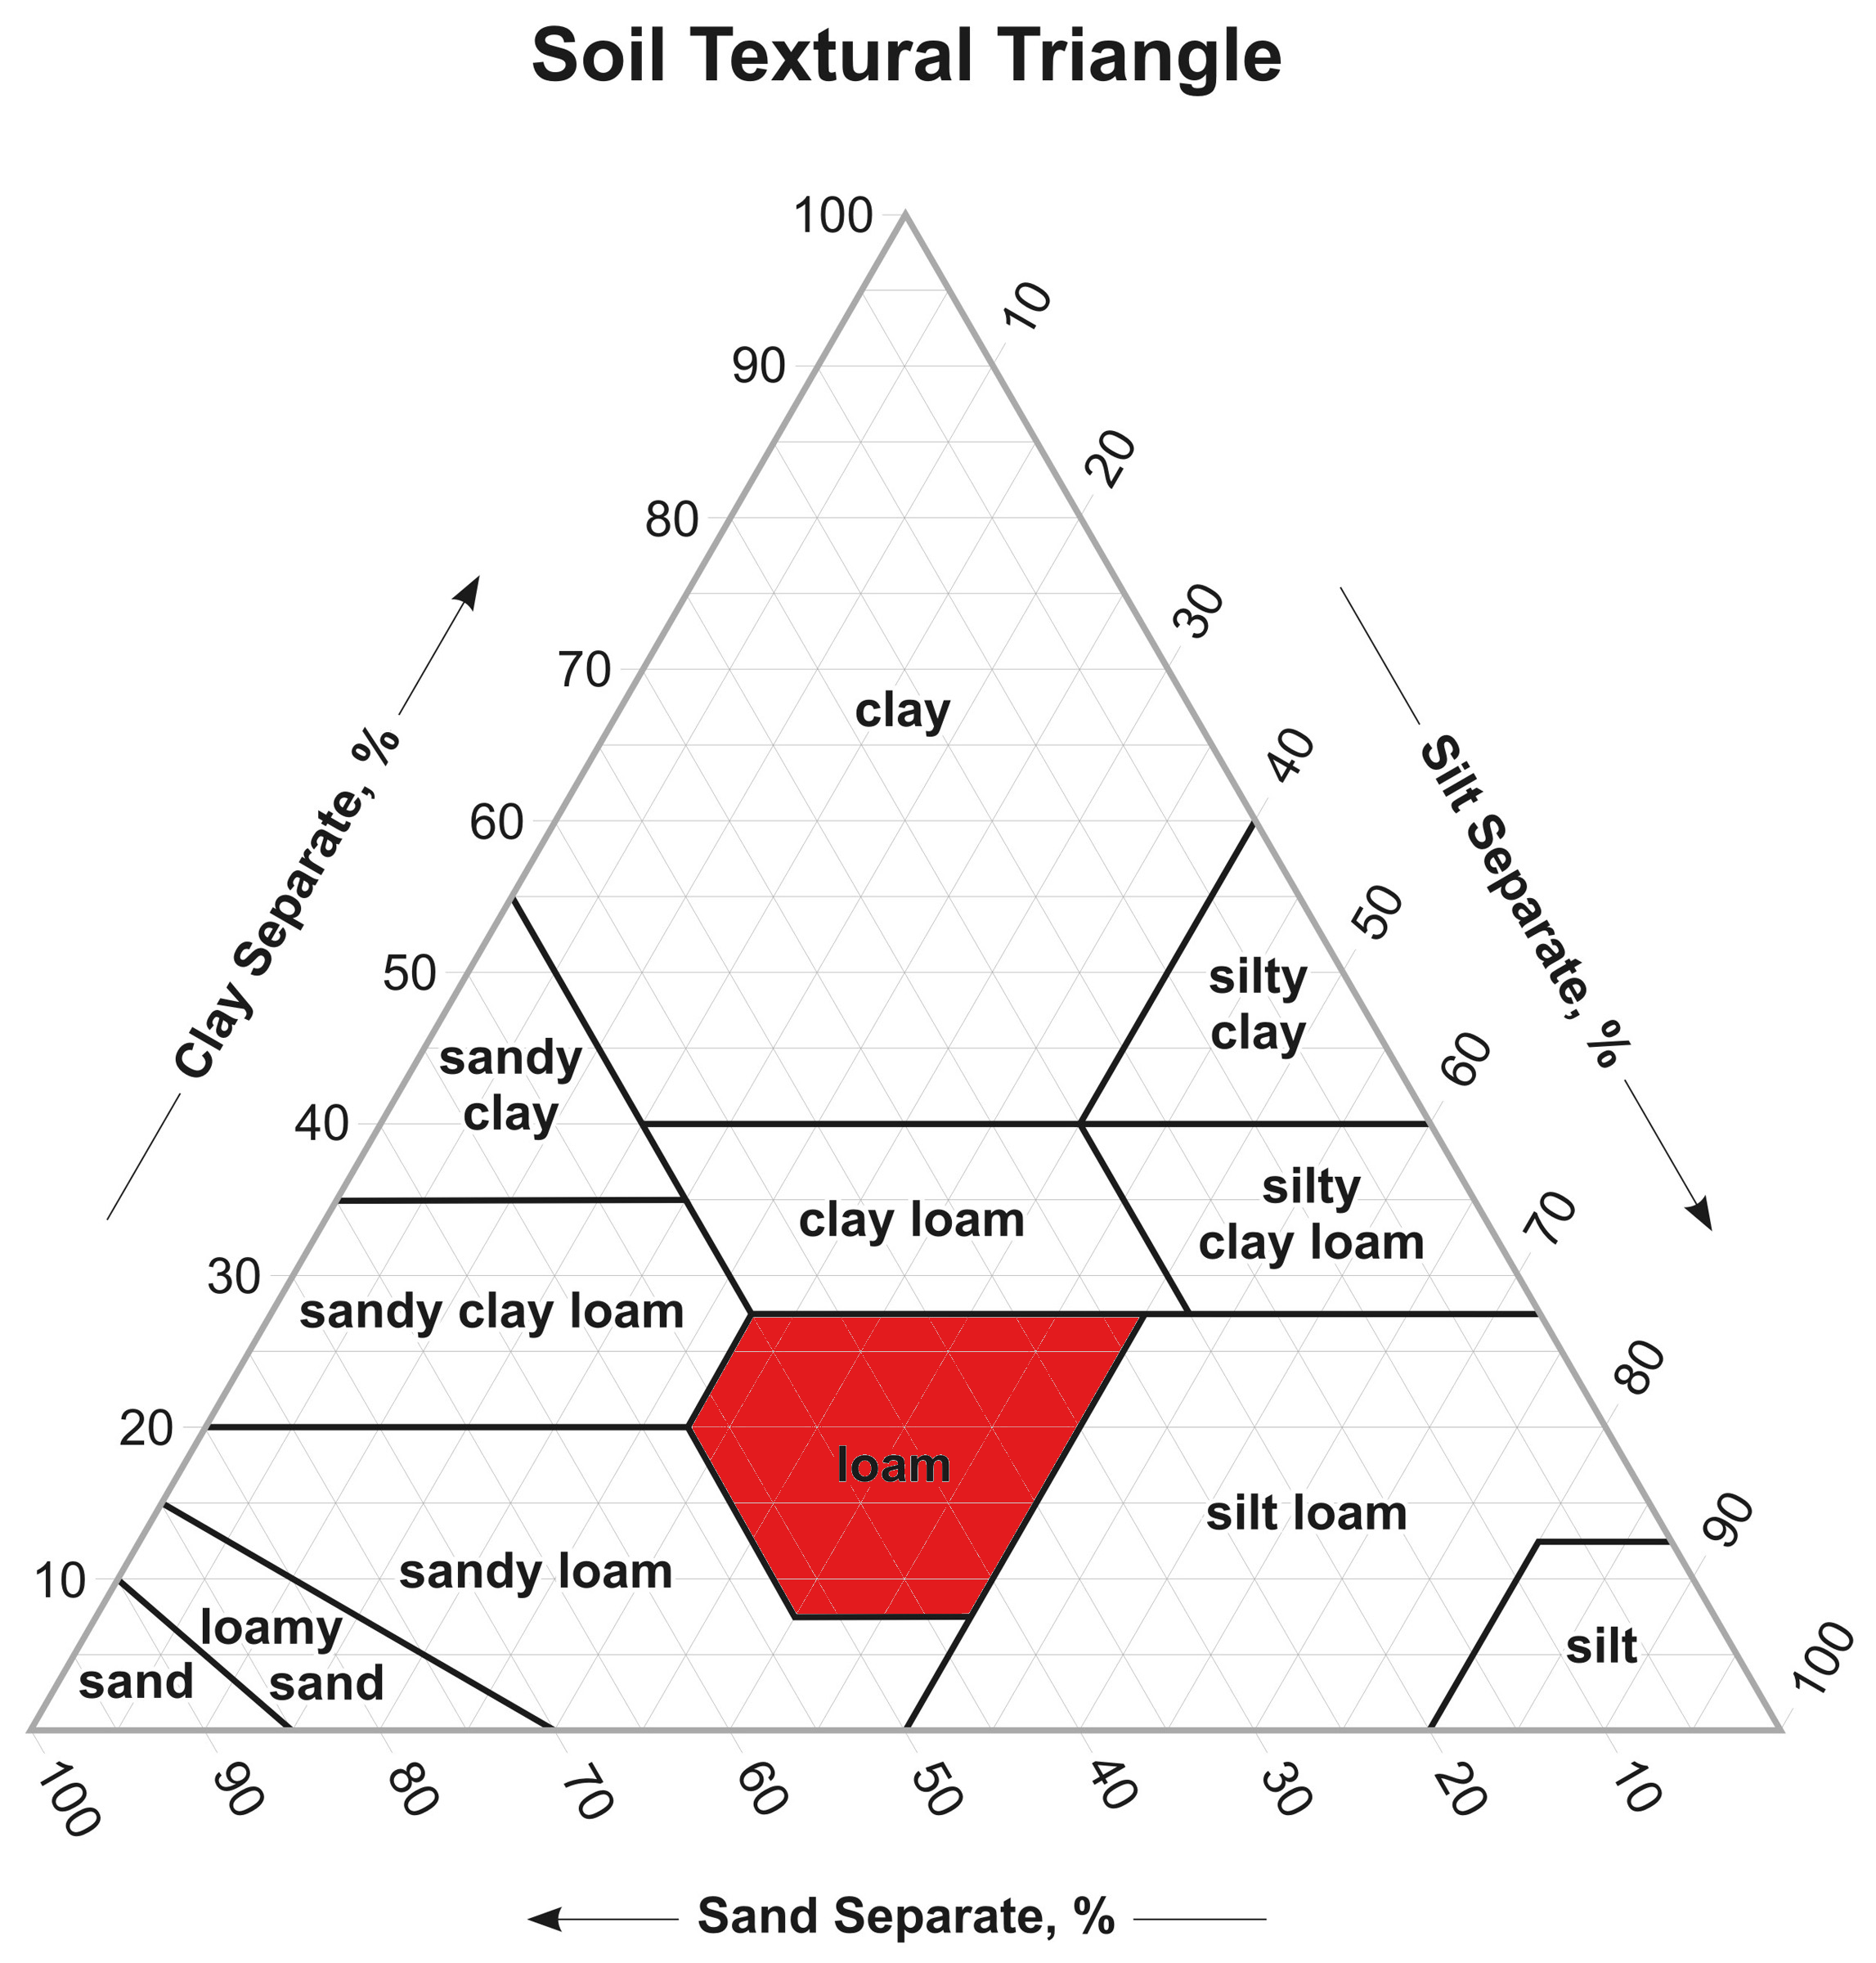 Soil Textural Triangle
100
90
80
70
60
50
40
30
20
10
Clay Separate, %
10
20
30
40
50
60
70
80
90
100
Silt Separate, %
clay
silty
clay
sandy
clay
clay loam
silty
clay loam
sandy clay loam
loam
silt loam
sandy loam
loamy
sand
sand
silt
100
90
80
70
60
50
40
30
20
10
Sand Separate, %